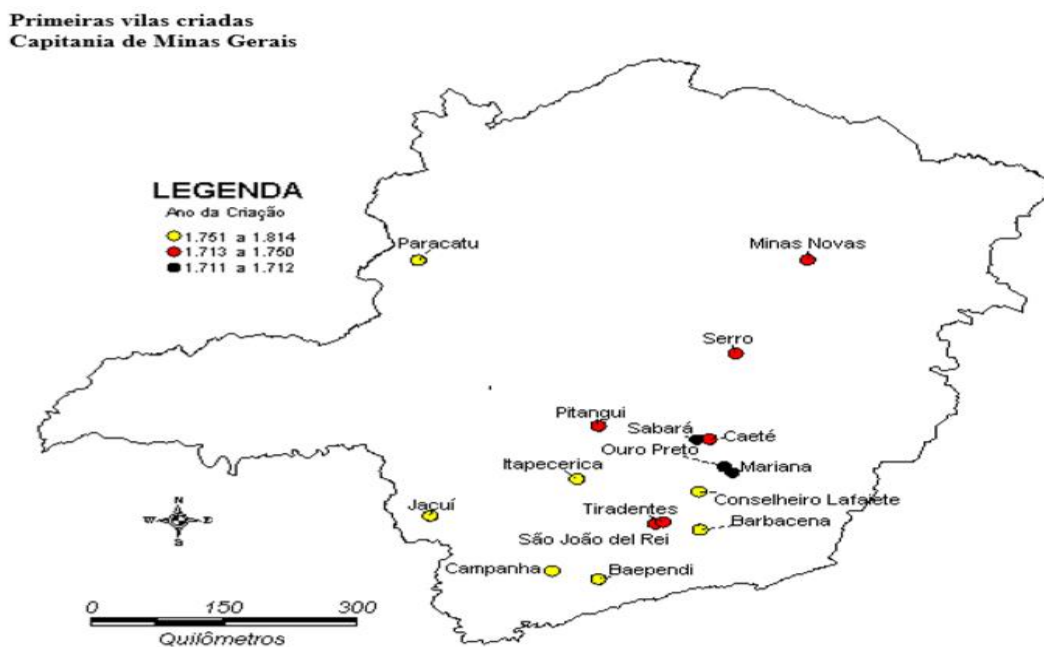 Primeiras vilas criadas
Capitania de Minas Gerais
LEGENDA
Ano da Criação
1.751 a 1.814
1.713 a 1.750
1.711 a 1.712
Paracatu
Minas Novas
Serro
Pitangui
Sabará
Caeté
Ouro Preto
Mariana
Itapecerica
Conselheiro Lafaiete
Jacuí
Tiradentes
Barbacena
São João del Rei
Campanha
Baependi
N
W
E
S
0 150 300
Quilômetros